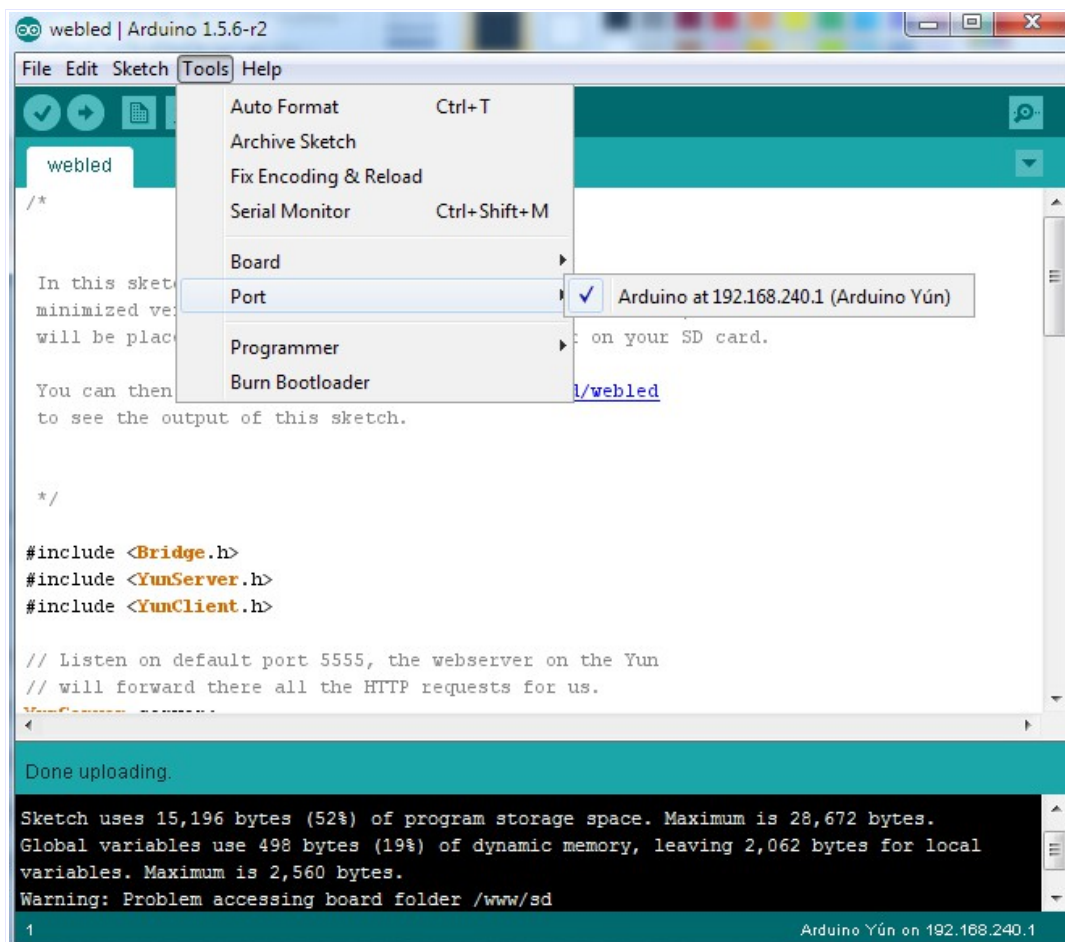 webled | Arduino 1.5.6-r2
File Edit Sketch Tools Help
Auto Format Ctrl+T
Archive Sketch
webled
Fix Encoding & Reload
/*
Serial Monitor Ctrl+Shift+M
Board
In this sket
Port
Arduino at 192.168.240.1 (Arduino Yún)
minimized ve
will be plac
r on your SD card.
Programmer
You can then
Burn Bootloader
/webled
to see the output of this sketch.
*/
#include <Bridge.h>
#include <YunServer.h>
#include <YunClient.h>
// Listen on default port 5555, the webserver on the Yun
// will forward there all the HTTP requests for us.
Done uploading.
Sketch uses 15,196 bytes (52%) of program storage space. Maximum is 28,672 bytes.
Global variables use 498 bytes (19%) of dynamic memory, leaving 2,062 bytes for local
variables. Maximum is 2,560 bytes.
Warning: Problem accessing board folder /www/sd
1 Arduino Yún on 192.168.240.1